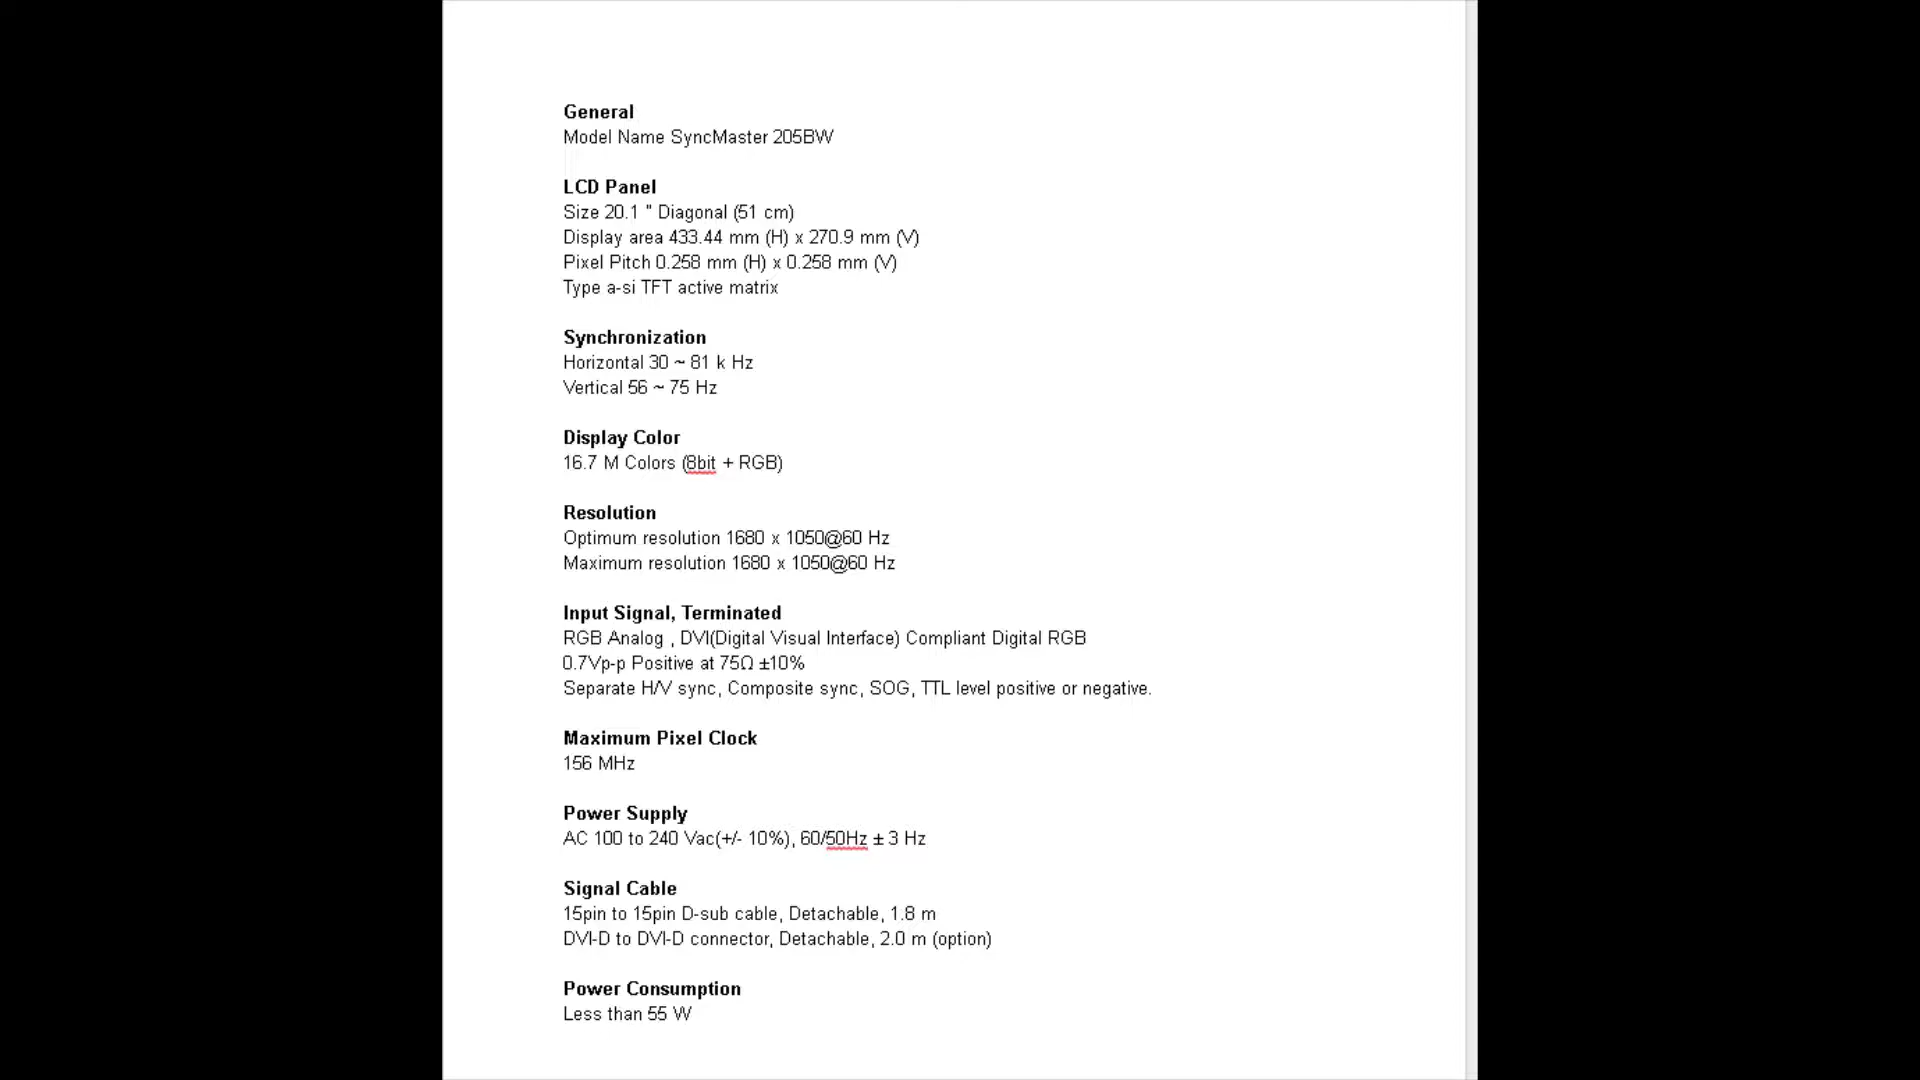 General
Model Name SyncMaster 205BW
LCD Panel
Size 20.1 " Diagonal (51 cm)
Display area 433.44 mm (H) x 270.9 mm (V)
Pixel Pitch 0.258 mm (H) x 0.258 mm (V)
Type a-si TFT active matrix
Synchronization
Horizontal 30 ~ 81 k Hz
Vertical 56 ~ 75 Hz
Display Color
16.7 M Colors (8bit + RGB)
Resolution
Optimum resolution 1680 x 1050@60 Hz
Maximum resolution 1680 x 1050@60 Hz
Input Signal, Terminated
RGB Analog , DVI(Digital Visual Interface) Compliant Digital RGB
0.7Vp-p Positive at 75Ω ±10%
Separate H/V sync, Composite sync, SOG, TTL level positive or negative.
Maximum Pixel Clock
156 MHz
Power Supply
AC 100 to 240 Vac(+/- 10%), 60/50Hz ± 3 Hz
Signal Cable
15pin to 15pin D-sub cable, Detachable, 1.8 m
DVI-D to DVI-D connector, Detachable, 2.0 m (option)
Power Consumption
Less than 55 W